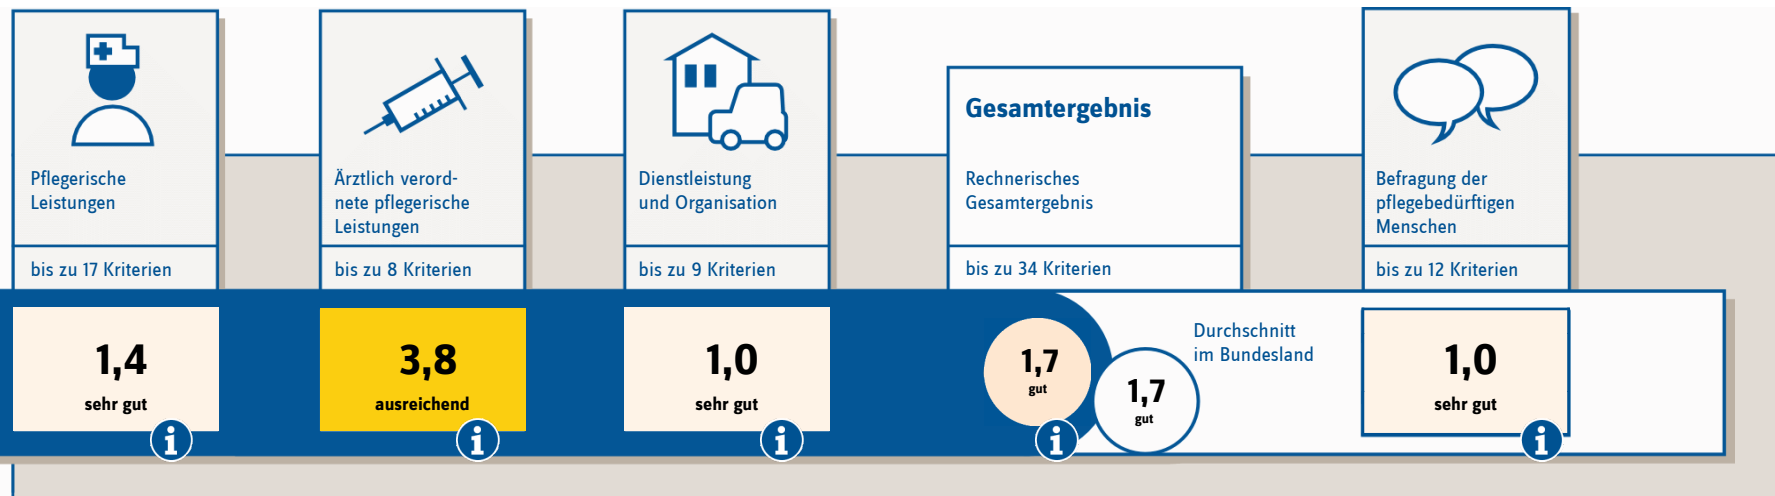 Pflegerische
Leistungen
bis zu 17 Kriterien
1,4
sehr gut
i
Ärztlich verord-
nete pflegerische
Leistungen
bis zu 8 Kriterien
3,8
ausreichend
i
Dienstleistung
und Organisation
bis zu 9 Kriterien
1,0
sehr gut
i
Gesamtergebnis
Rechnerisches
Gesamtergebnis
bis zu 34 Kriterien
1,7
gut
i
1,7
gut
Durchschnitt
im Bundesland
Befragung der
pflegebedürftigen
Menschen
bis zu 12 Kriterien
1,0
sehr gut
i